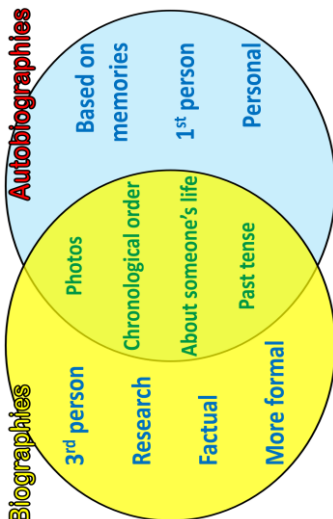 Biographies
Autobiographies
3rd person
Research
Factual
More formal
Photos
Chronological order
About someone's life
Past tense
Based on
memories
1st person
Personal